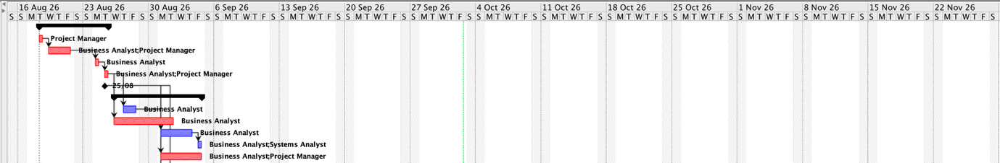 16 Aug 26 23 Aug 26 30 Aug 26 6 Sep 26 13 Sep 26 20 Sep 26 27 Sep 26 4 Oct 26 11 Oct 26 18 Oct 26 25 Oct 26 1 Nov 26 8 Nov 26 15 Nov 26 22 Nov 26
S S M T W T F S S M T W T F S S M T W T F S S M T W T F S S M T W T F S S M T W T F S S M T W T F S S M T W T F S S M T W T F S S M T W T F S S M T W T F S S M T W T F S S M T W T F S S M T W T F S S M T W T F S
Project Manager
Business Analyst;Project Manager
Business Analyst
Business Analyst;Project Manager
25/08
Business Analyst
Business Analyst
Business Analyst
Business Analyst;Systems Analyst
Business Analyst;Project Manager